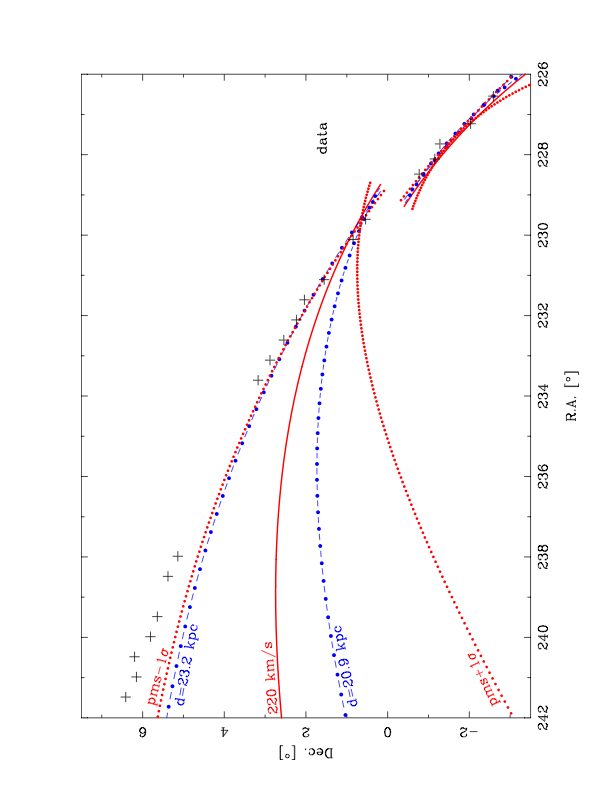 data
226
228
230
232
234
236
238
240
242
R.A. [°]
6
4
2
0
−2
Dec. [°]
pms−1σ
d=23.2 kpc
220 km/s
d=20.9 kpc
pms+1σ